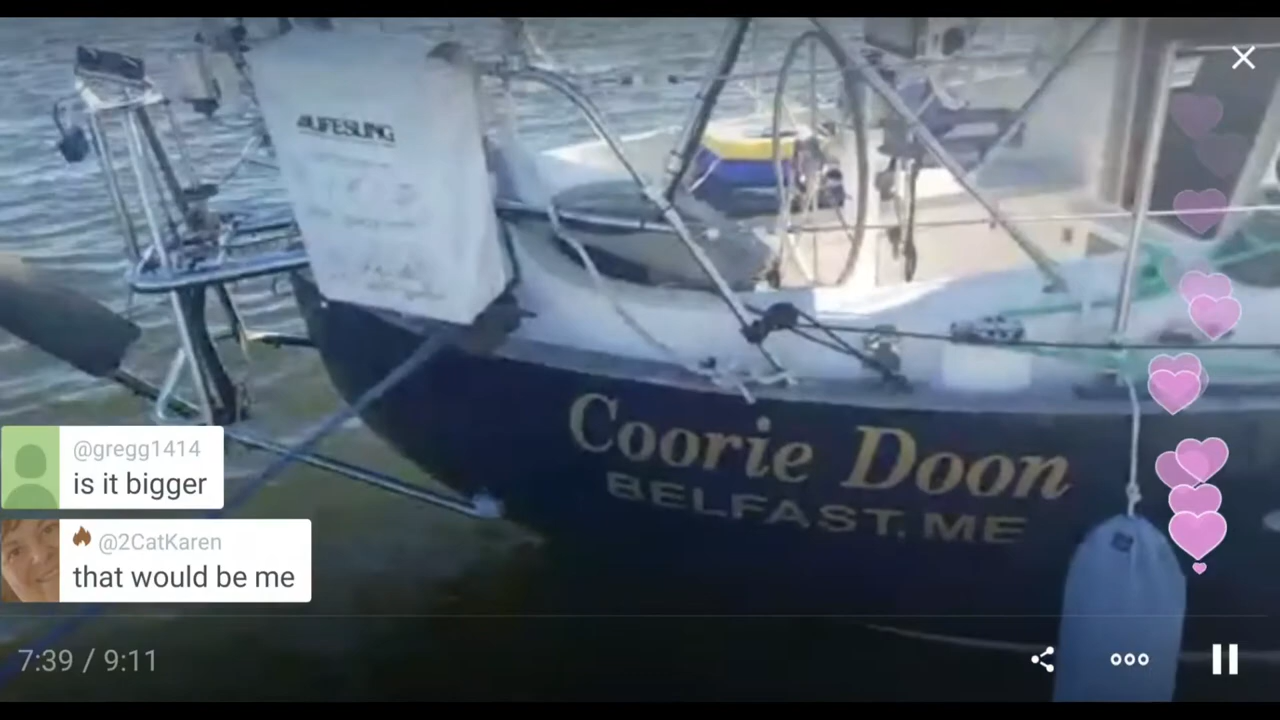 LIFESLING
Coorie Doon
BELFAST, ME
@gregg1414
is it bigger
@2CatKaren
that would be me
7:39 / 9:11